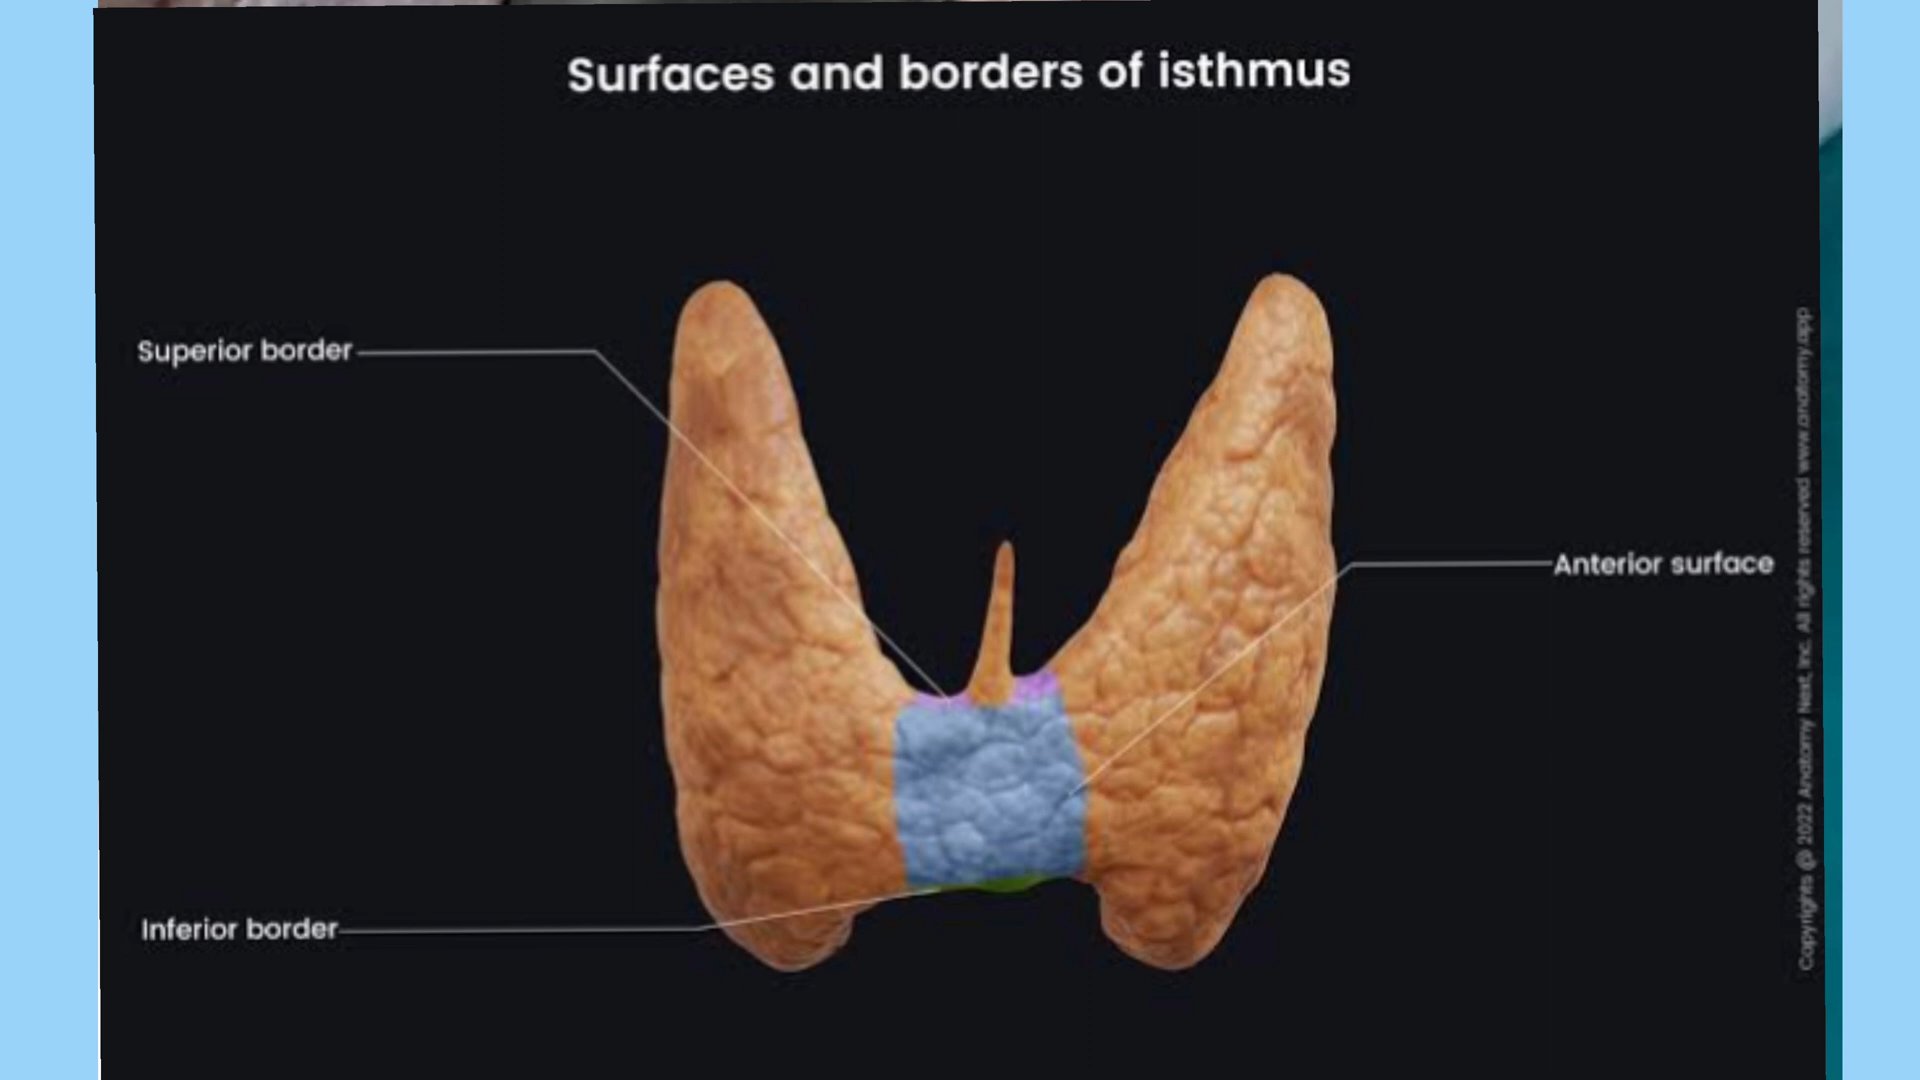 Surfaces and borders of isthmus
Superior border
Anterior surface
Inferior border
Copyrights @ 2022 Anatomy Next, Inc. All rights reserved www.anatomy.app